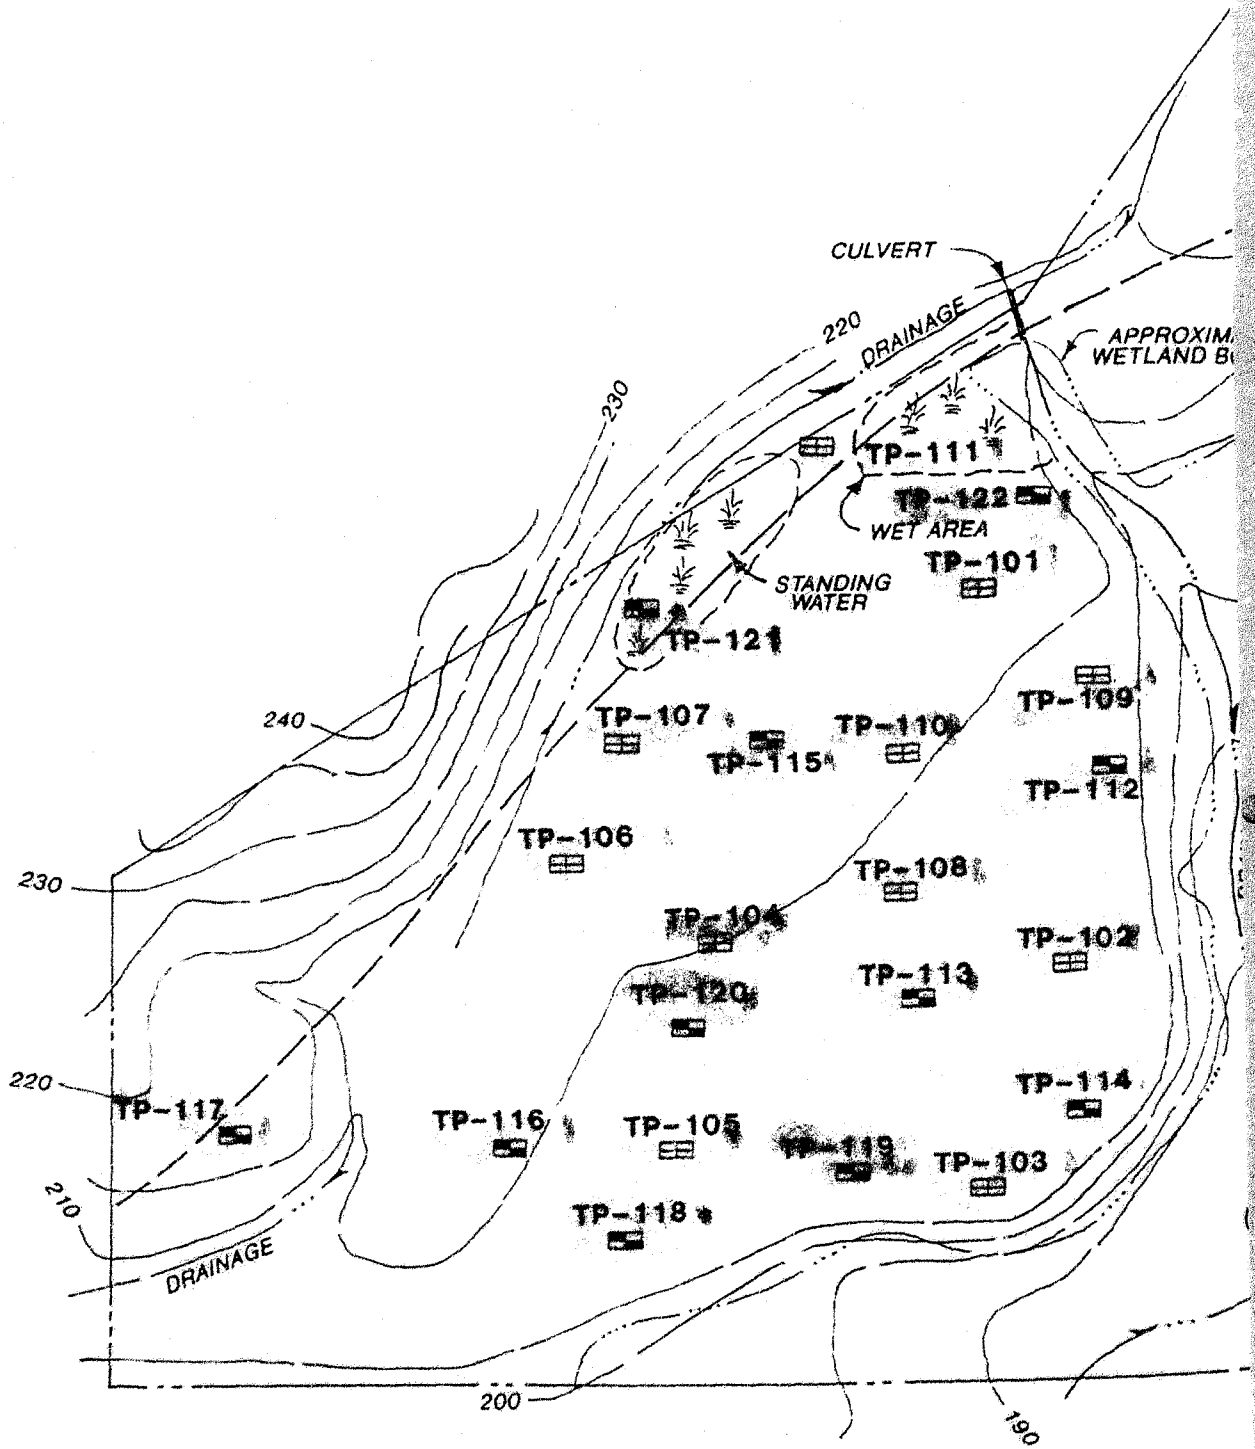 CULVERT
220
DRAINAGE
APPROXIMA
WETLAND BO
230
TP-111
TP-122
WET AREA
TP-101
STANDING
WATER
TP-121
TP-109
240
TP-107
TP-110
TP-115
TP-112
TP-106
TP-108
230
TP-104
TP-102
TP-113
TP-120
220
TP-114
TP-117
TP-116
TP-105
TP-119
TP-103
210
TP-118
DRAINAGE
200
190